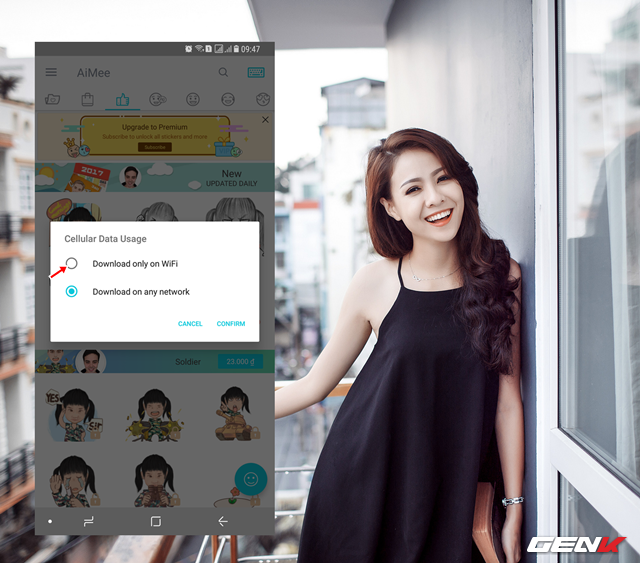 09:47
AiMee
Upgrade to Premium
Subscribe to unlock all stickers and more
Subscribe
2017
New
UPDATED DAILY
Cellular Data Usage
Download only on WiFi
Download on any network
CANCEL
CONFIRM
Soldier
23.000 ₫
YES
SIR
GENK